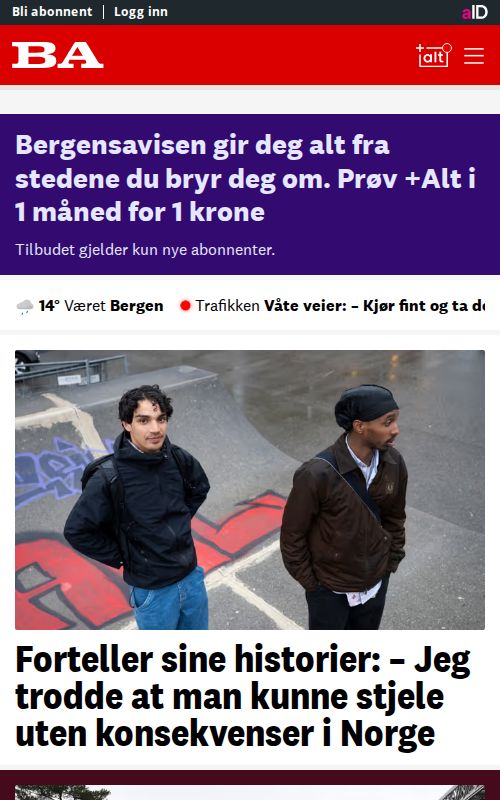 Bli abonnent | Logg inn
aID
BA
+alt
Bergensavisen gir deg alt fra
stedene du bryr deg om. Prøv +Alt i
1 måned for 1 krone
Tilbudet gjelder kun nye abonnenter.
14° Været Bergen Trafikken Våte veier: – Kjør fint og ta de
Forteller sine historier: – Jeg
trodde at man kunne stjele
uten konsekvenser i Norge